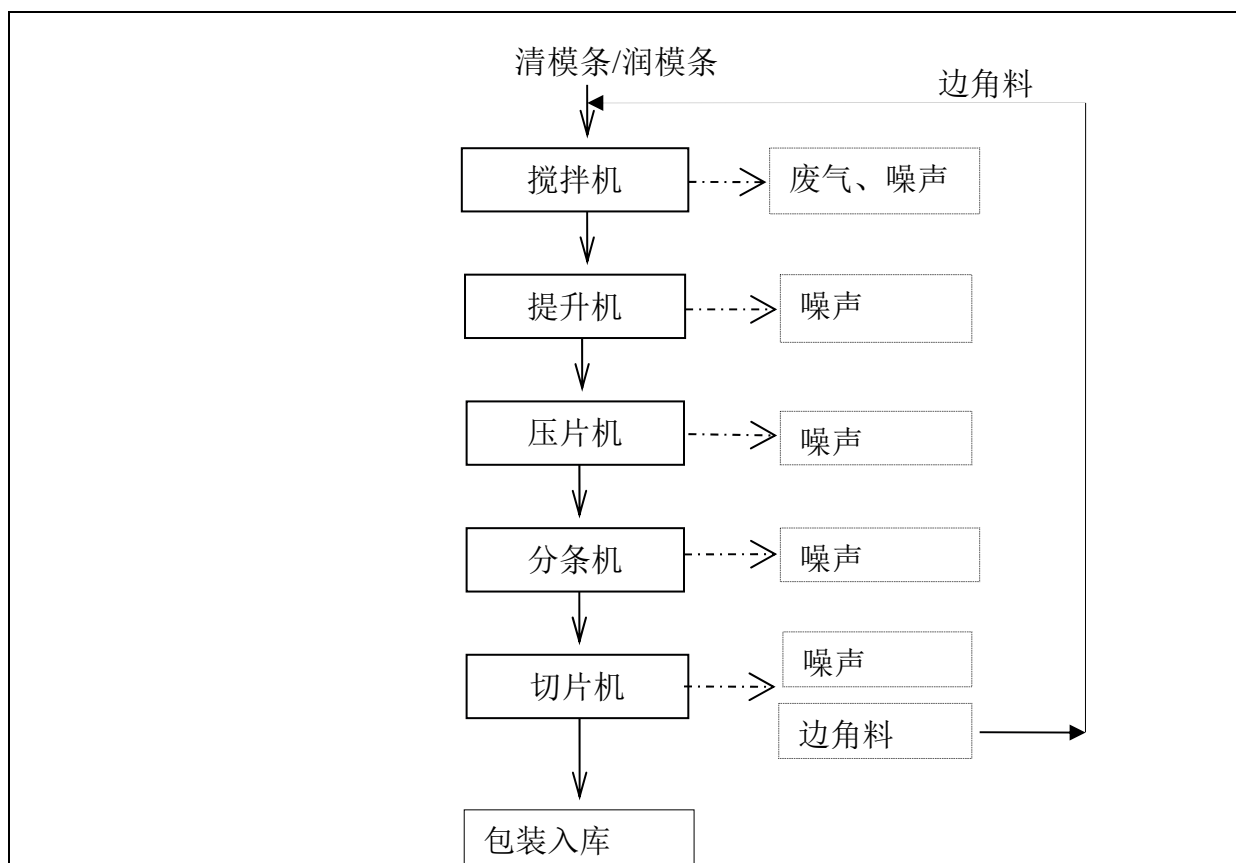 清模条/润模条
边角料
搅拌机
废气、噪声
提升机
噪声
压片机
噪声
分条机
噪声
切片机
噪声
边角料
包装入库